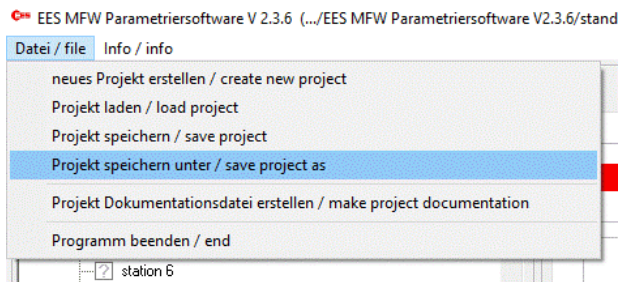 EES EES MFW Parametriersoftware V 2.3.6 (.../EES MFW Parametriersoftware V2.3.6/stand
Datei / file Info / info
neues Projekt erstellen / create new project
Projekt laden / load project
Projekt speichern / save project
Projekt speichern unter / save project as
Projekt Dokumentationsdatei erstellen / make project documentation
Programm beenden / end
? station 6